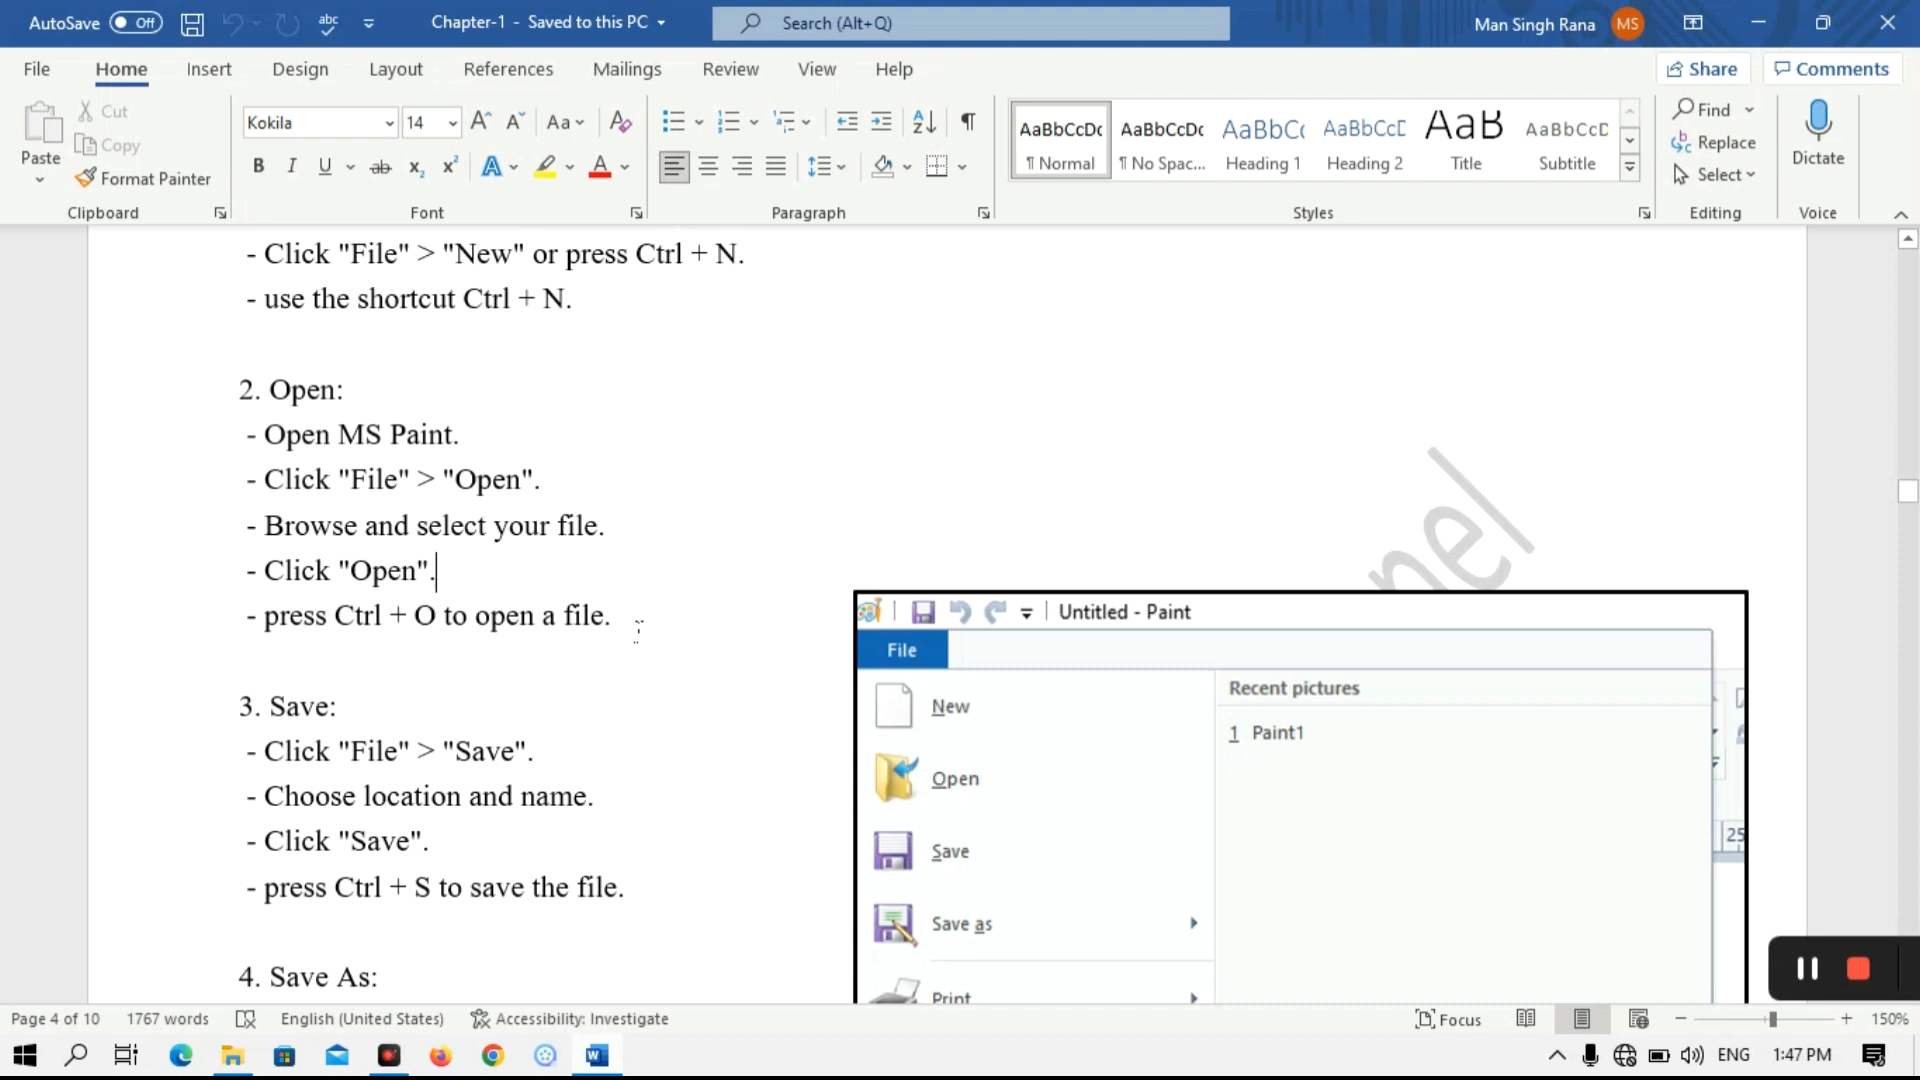 AutoSave Off
abc
Chapter-1 - Saved to this PC
Search (Alt+Q)
Man Singh Rana MS
File Home Insert Design Layout References Mailings Review View Help
Share Comments
Paste
Cut
Copy
Format Painter
Clipboard
Kokila 14
Font
Paragraph
AaBbCcDc AaBbCcDc AaBbCc AaBbCcD AaB AaBbCcD
¶ Normal ¶ No Spac... Heading 1 Heading 2 Title Subtitle
Styles
Find
Replace
Select
Editing
Dictate
Voice
- Click "File" > "New" or press Ctrl + N.
- use the shortcut Ctrl + N.
2. Open:
- Open MS Paint.
- Click "File" > "Open".
- Browse and select your file.
- Click "Open".
- press Ctrl + O to open a file.
3. Save:
- Click "File" > "Save".
- Choose location and name.
- Click "Save".
- press Ctrl + S to save the file.
4. Save As:
nel
Untitled - Paint
File
New
Open
Save
Save as
Print
Recent pictures
1 Paint1
25
Page 4 of 10 1767 words English (United States) Accessibility: Investigate
Focus 150%
ENG 1:47 PM